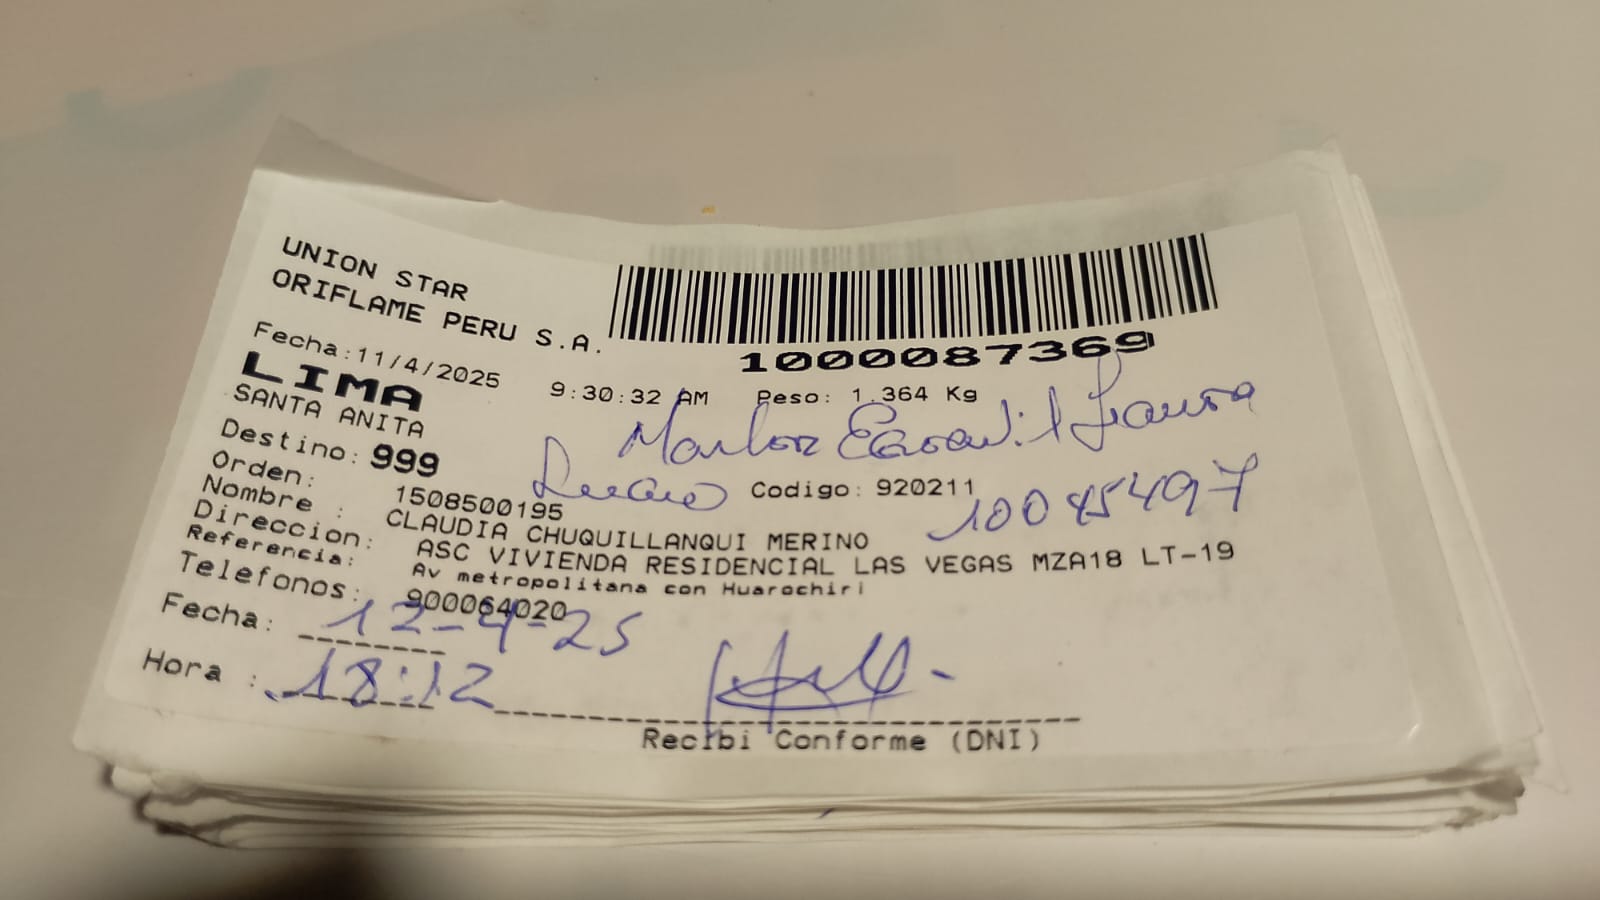 UNION STAR
ORIFLAME PERU S.A.
1000087369
Fecha:11/4/2025 9:30:32 AM Peso: 1.364 Kg
LIMA
SANTA ANITA
Destino: 999
Codigo: 920211
10045497
Orden: 1508500195
Nombre : CLAUDIA CHUQUILLANQUI MERINO
Direccion: ASC VIVIENDA RESIDENCIAL LAS VEGAS MZA18 LT-19
Referencia: Av metropolitana con Huarochiri
Telefonos: 900064020
Fecha: 12-4-25
Hora : 18:12
Recibi Conforme (DNI)